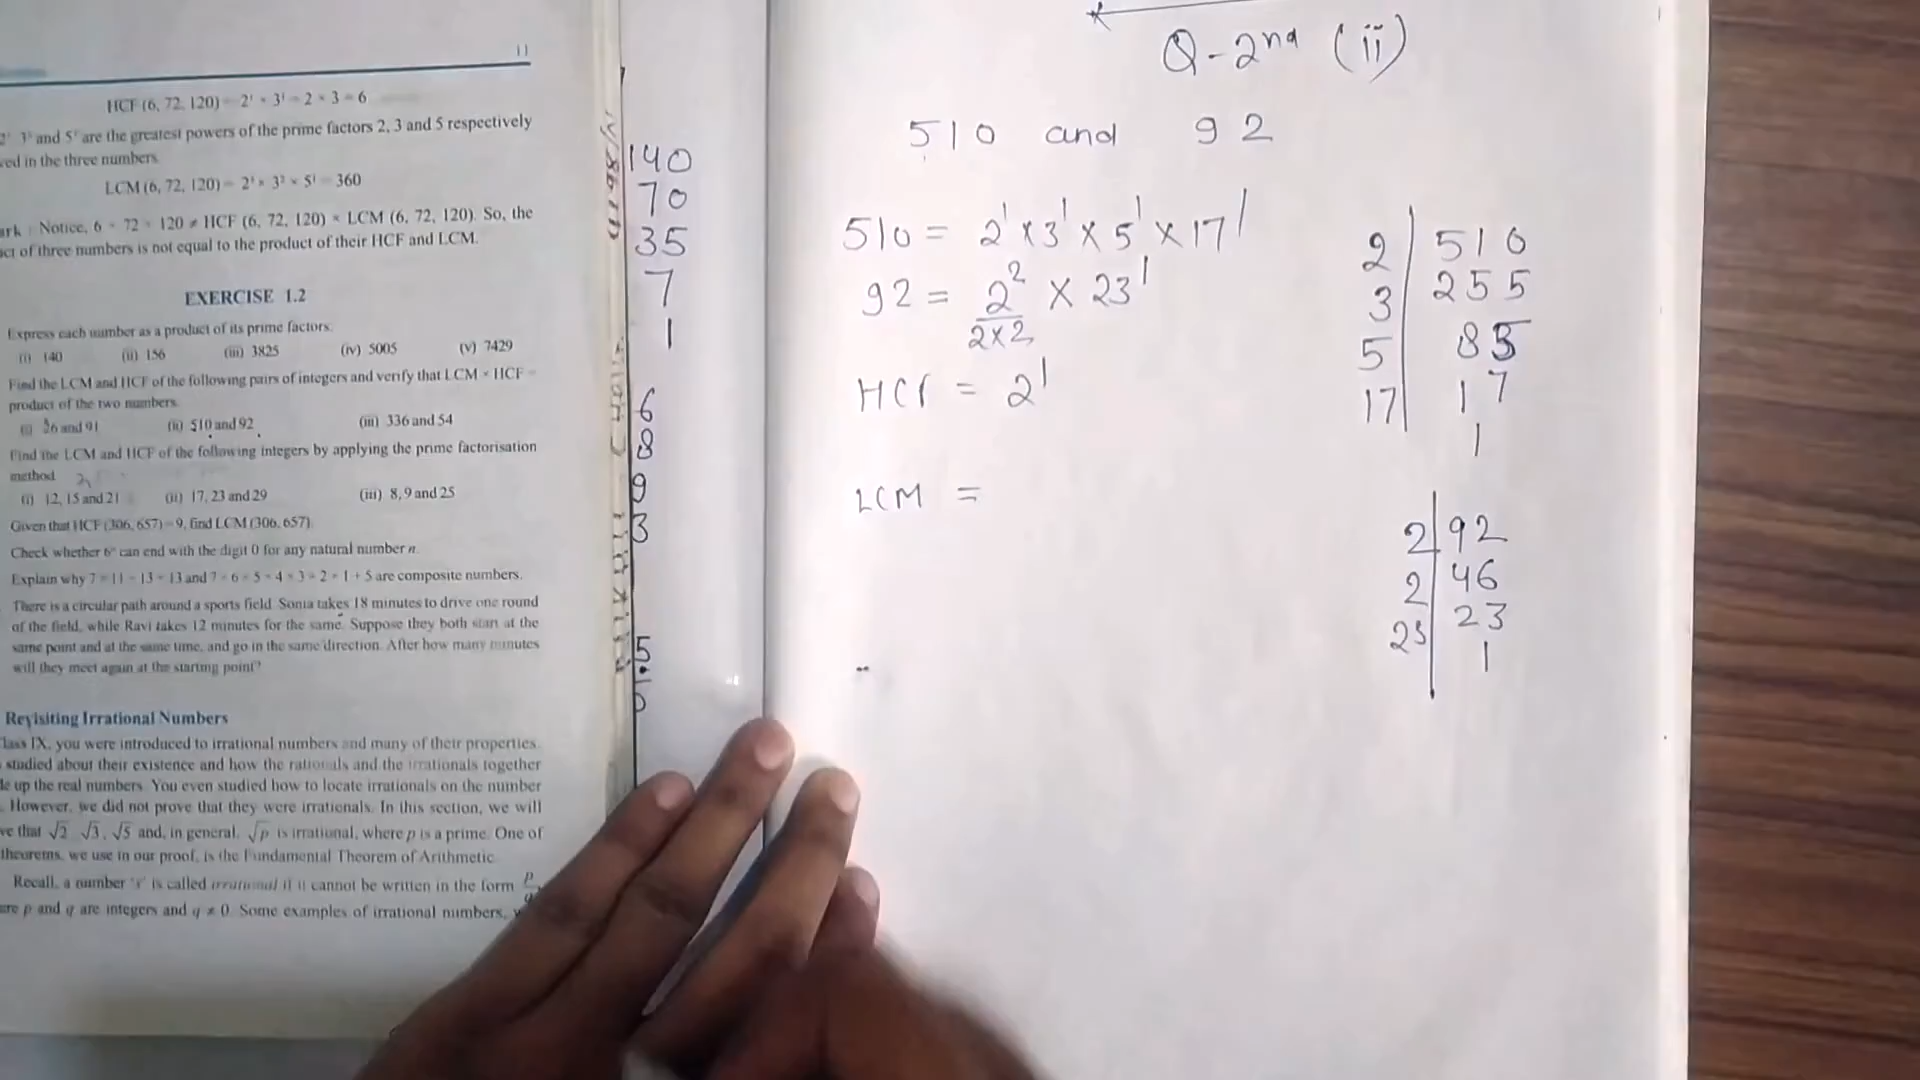 11
HCF (6, 72, 120) = 2¹ × 3¹ = 2 × 3 = 6
3² and 5¹ are the greatest powers of the prime factors 2, 3 and 5 respectively
ved in the three numbers.
LCM (6, 72, 120) = 2³ × 3² × 5¹ = 360
ark : Notice, 6 × 72 × 120 ≠ HCF (6, 72, 120) × LCM (6, 72, 120). So, the
uct of three numbers is not equal to the product of their HCF and LCM.
EXERCISE 1.2
Express each number as a product of its prime factors:
(i) 140 (ii) 156 (iii) 3825 (iv) 5005 (v) 7429
Find the LCM and HCF of the following pairs of integers and verify that LCM × HCF =
product of the two numbers.
(i) 26 and 91 (ii) 510 and 92 (iii) 336 and 54
Find the LCM and HCF of the following integers by applying the prime factorisation
method.
(i) 12, 15 and 21 (ii) 17, 23 and 29 (iii) 8, 9 and 25
Given that HCF (306, 657) = 9, find LCM (306, 657).
Check whether 6ⁿ can end with the digit 0 for any natural number n.
Explain why 7 × 11 × 13 + 13 and 7 × 6 × 5 × 4 × 3 × 2 × 1 + 5 are composite numbers.
There is a circular path around a sports field. Sonia takes 18 minutes to drive one round
of the field, while Ravi takes 12 minutes for the same. Suppose they both start at the
same point and at the same time, and go in the same direction. After how many minutes
will they meet again at the starting point?
Revisiting Irrational Numbers
lass IX, you were introduced to irrational numbers and many of their properties.
studied about their existence and how the rationals and the irrationals together
le up the real numbers. You even studied how to locate irrationals on the number
However, we did not prove that they were irrationals. In this section, we will
ve that √2, √3, √5 and, in general, √p is irrational, where p is a prime. One of
theorems, we use in our proof, is the Fundamental Theorem of Arithmetic.
Recall, a number 's' is called irrational if it cannot be written in the form p/q,
are p and q are integers and q ≠ 0. Some examples of irrational numbers,
140
70
35
7
1
6
8
9
3
5
Q-2nd (ii)
510 and 92
510 = 2¹ × 3¹ × 5¹ × 17¹
92 = 2² × 23¹
2×2
HCF = 2¹
LCM =
2 | 510
3 | 255
5 | 85
17 | 17
1
2 | 92
2 | 46
23 | 23
1